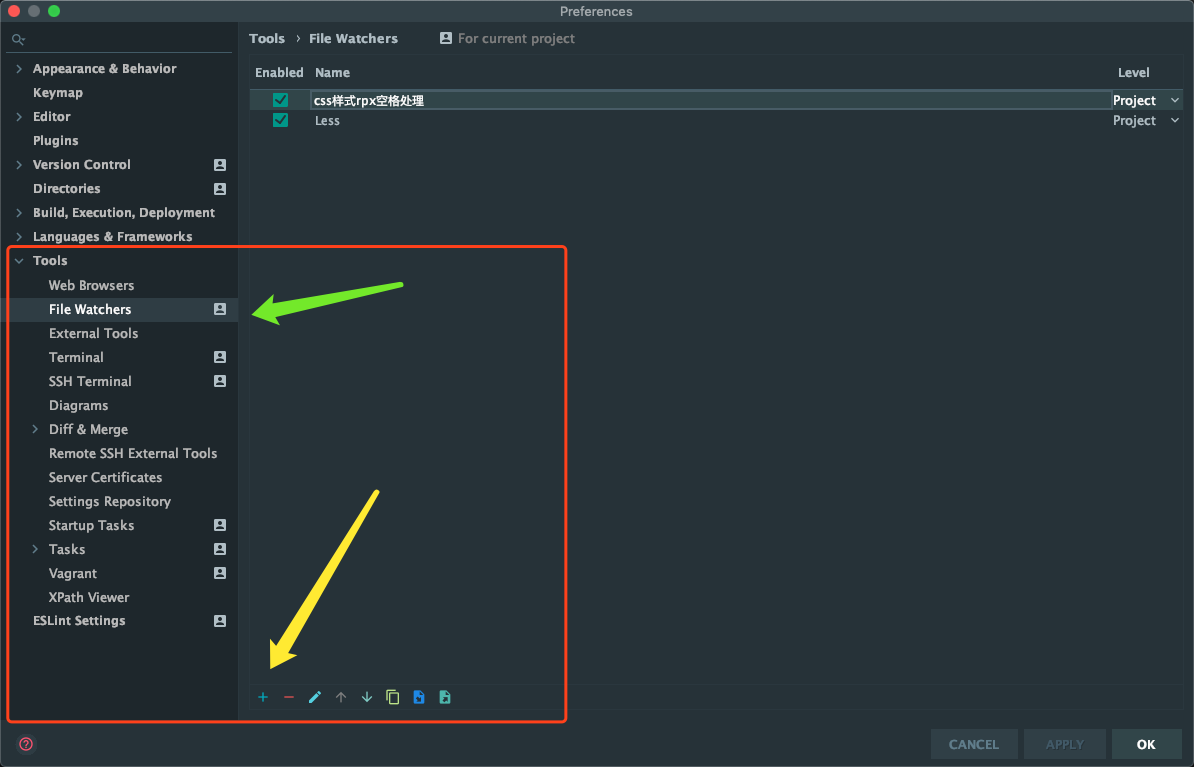 Preferences
Appearance & Behavior
Keymap
Editor
Plugins
Version Control
Directories
Build, Execution, Deployment
Languages & Frameworks
Tools
Web Browsers
File Watchers
External Tools
Terminal
SSH Terminal
Diagrams
Diff & Merge
Remote SSH External Tools
Server Certificates
Settings Repository
Startup Tasks
Tasks
Vagrant
XPath Viewer
ESLint Settings
Tools › File Watchers For current project
Enabled Name Level
css样式rpx空格处理 Project
Less Project
CANCEL APPLY OK